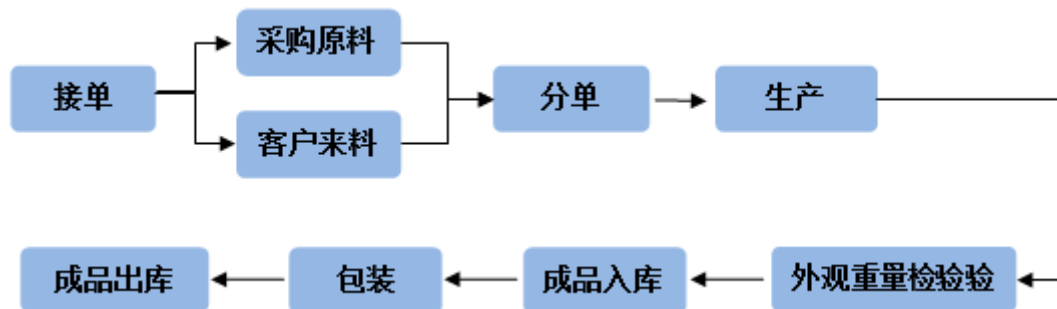 接单
采购原料
客户来料
分单
生产
外观重量检验验
成品入库
包装
成品出库